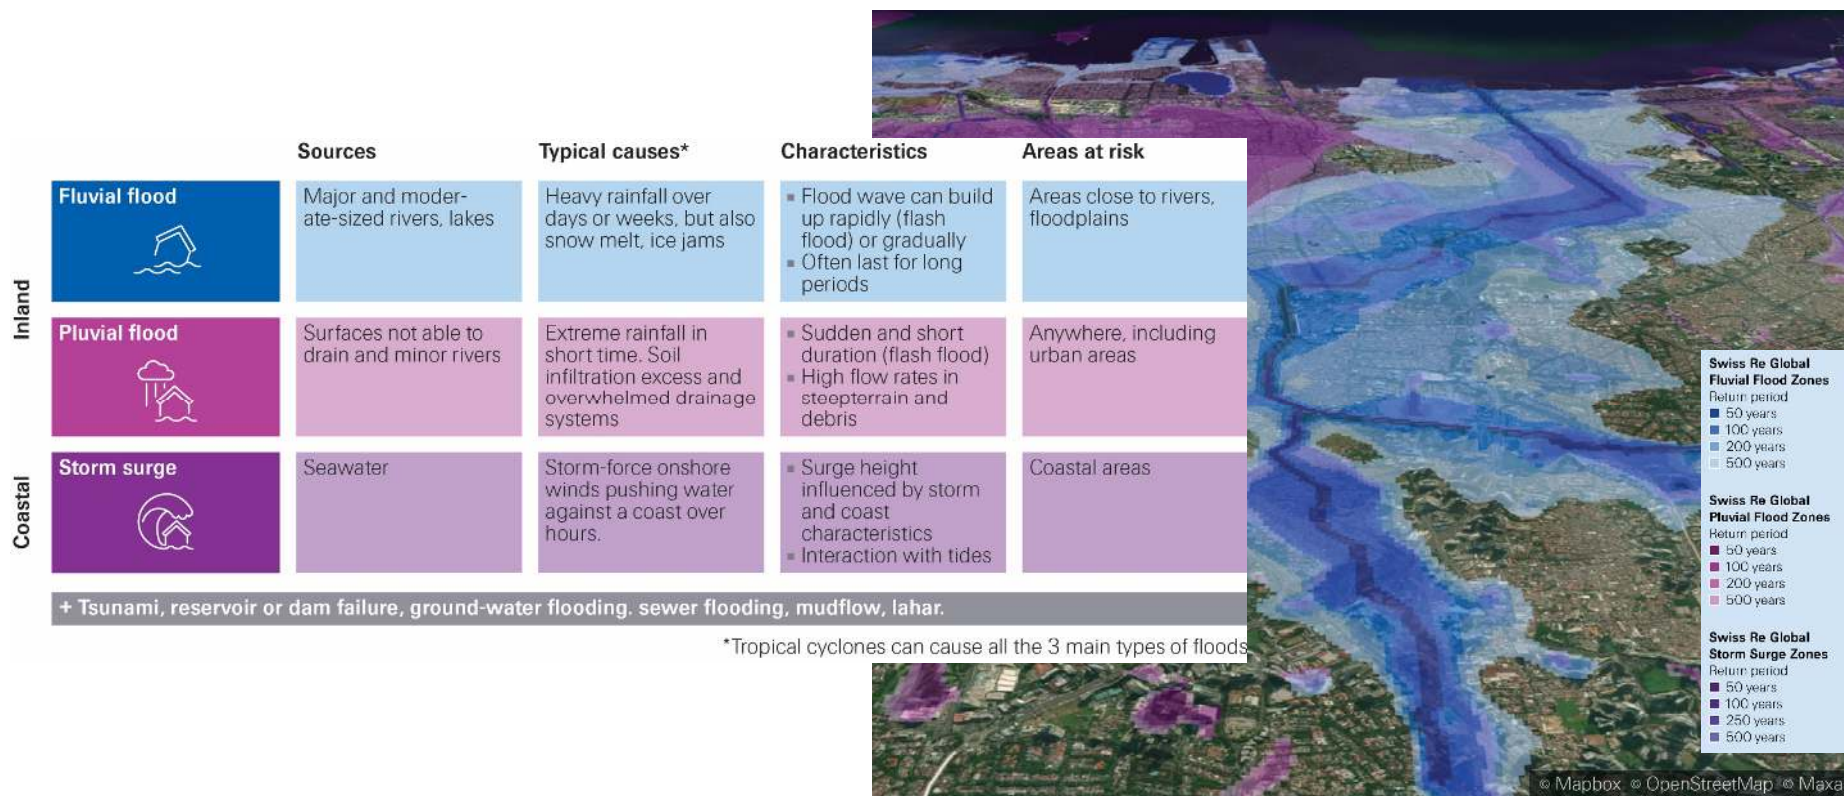 Sources
Typical causes*
Characteristics
Areas at risk
Inland
Fluvial flood
Major and moder-
ate-sized rivers, lakes
Heavy rainfall over
days or weeks, but also
snow melt, ice jams
▪ Flood wave can build
up rapidly (flash
flood) or gradually
▪ Often last for long
periods
Areas close to rivers,
floodplains
Pluvial flood
Surfaces not able to
drain and minor rivers
Extreme rainfall in
short time. Soil
infiltration excess and
overwhelmed drainage
systems
▪ Sudden and short
duration (flash flood)
▪ High flow rates in
steepterrain and
debris
Anywhere, including
urban areas
Coastal
Storm surge
Seawater
Storm-force onshore
winds pushing water
against a coast over
hours.
▪ Surge height
influenced by storm
and coast
characteristics
▪ Interaction with tides
Coastal areas
+ Tsunami, reservoir or dam failure, ground-water flooding. sewer flooding, mudflow, lahar.
*Tropical cyclones can cause all the 3 main types of floods
Swiss Re Global
Fluvial Flood Zones
Return period
50 years
100 years
200 years
500 years
Swiss Re Global
Pluvial Flood Zones
Return period
50 years
100 years
200 years
500 years
Swiss Re Global
Storm Surge Zones
Return period
50 years
100 years
250 years
500 years
© Mapbox © OpenStreetMap © Maxa